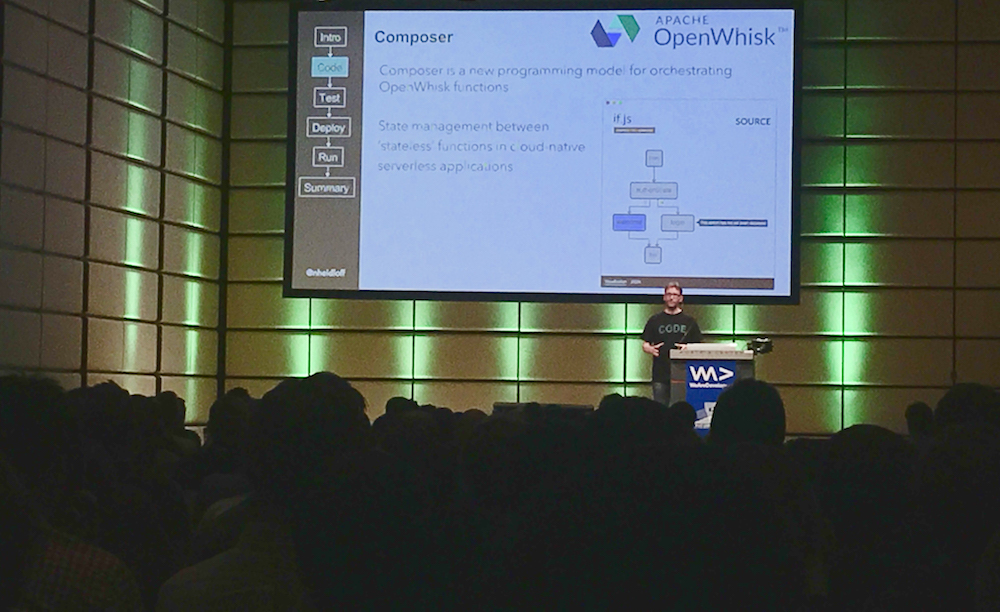 Intro
Code
Test
Deploy
Run
Summary
@nheidloff
Composer
APACHE
OpenWhisk™
Composer is a new programming model for orchestrating
OpenWhisk functions
State management between
'stateless' functions in cloud-native
serverless applications
if.js
SOURCE
CODE